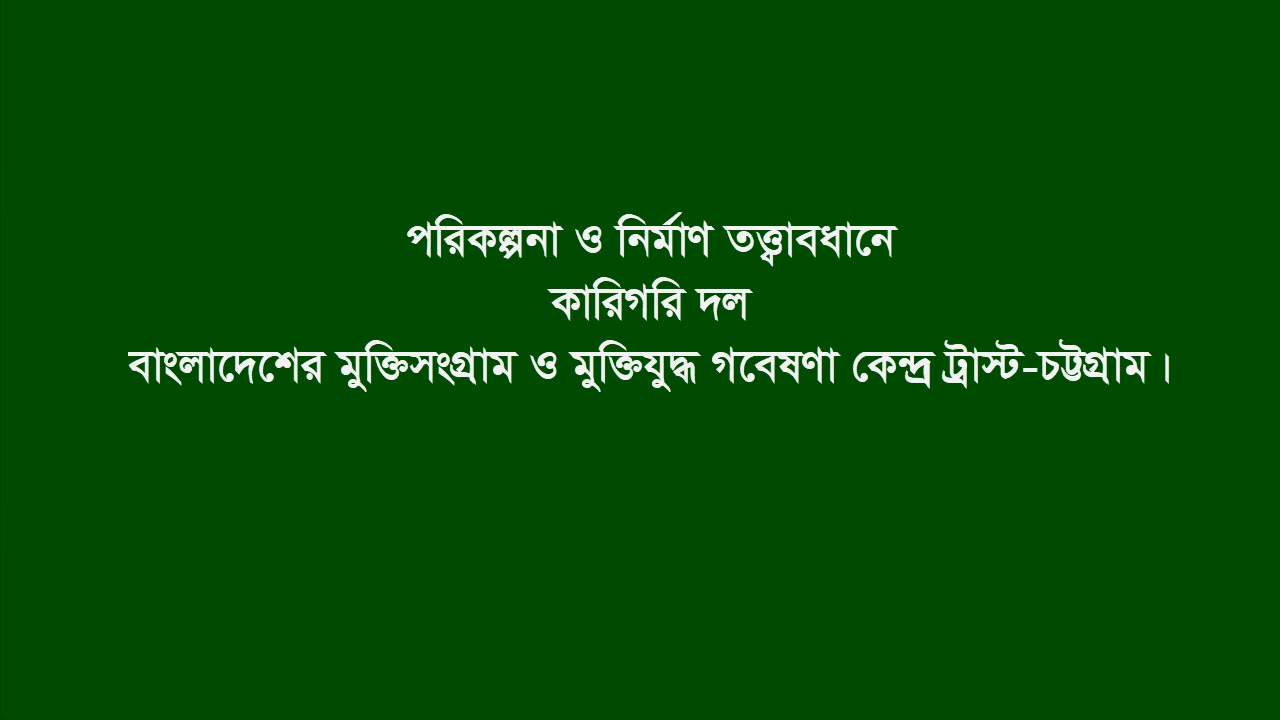 পরিকল্পনা ও নির্মাণ তত্ত্বাবধানে
কারিগরি দল
বাংলাদেশের মুক্তিসংগ্রাম ও মুক্তিযুদ্ধ গবেষণা কেন্দ্র ট্রাস্ট-চট্টগ্রাম।